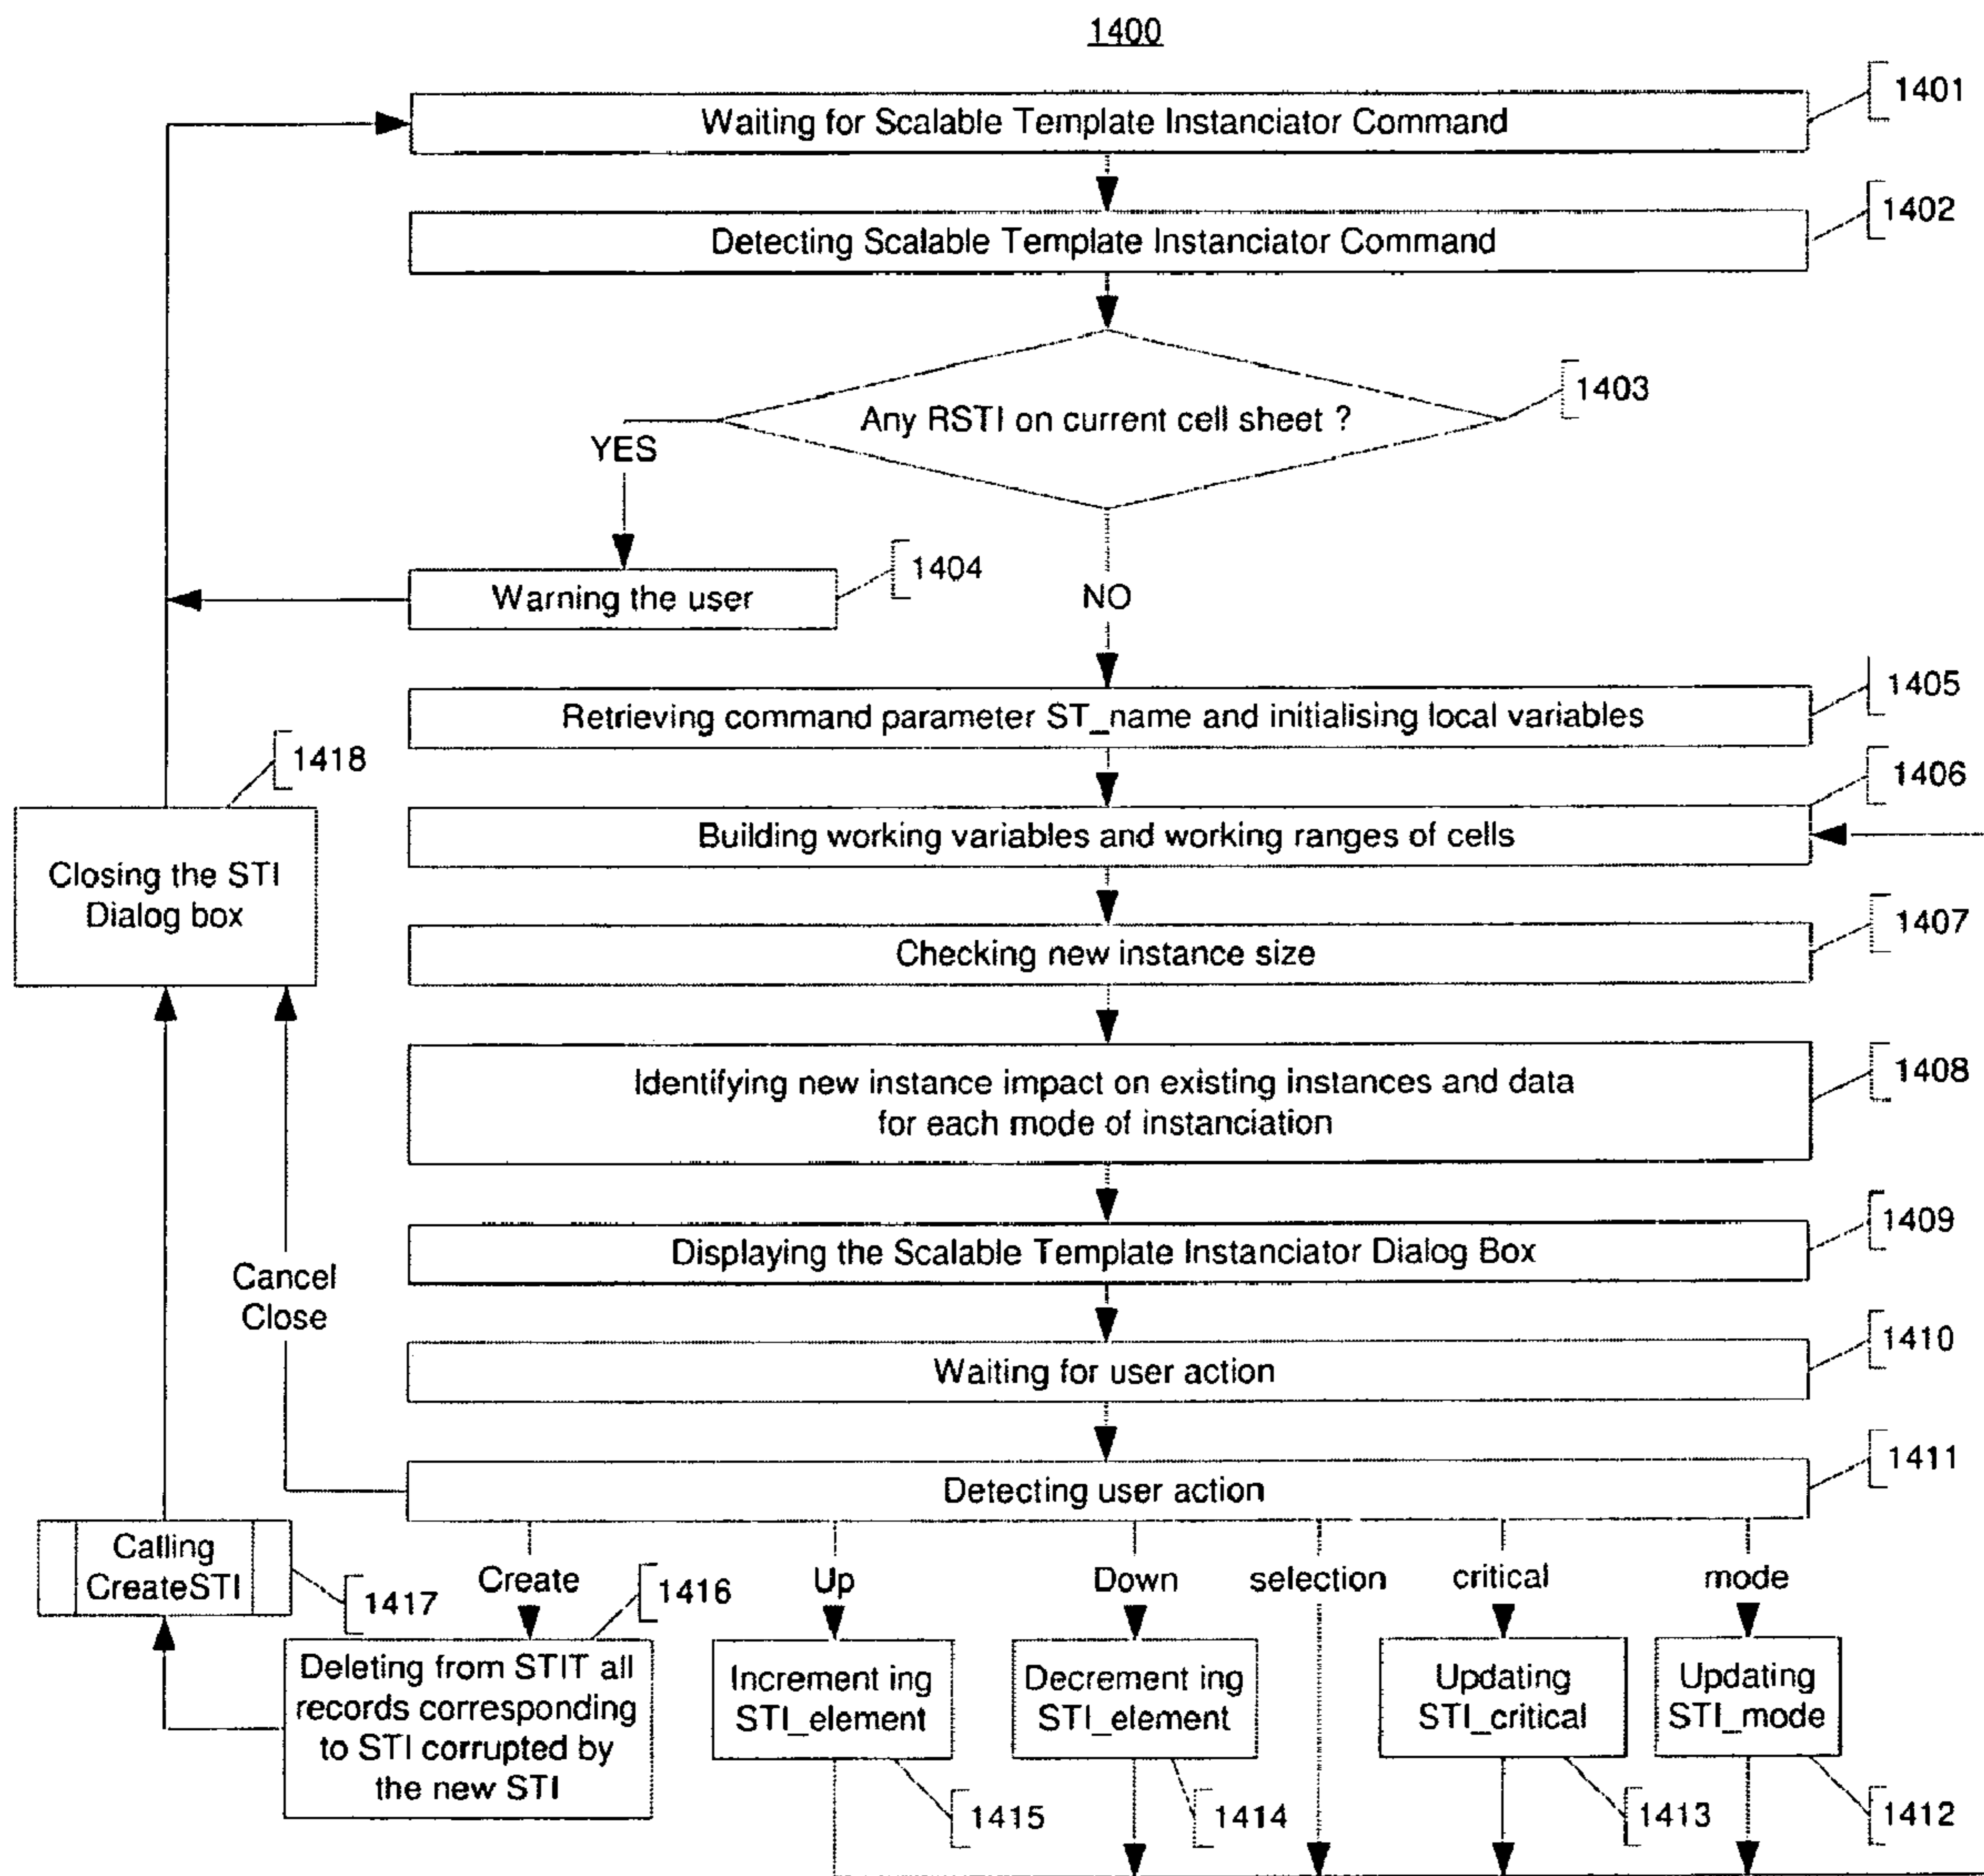 1400
Waiting for Scalable Template Instanciator Command
1401
Detecting Scalable Template Instanciator Command
1402
Any RSTI on current cell sheet ?
1403
YES
Warning the user
1404
NO
Retrieving command parameter ST_name and initialising local variables
1405
Building working variables and working ranges of cells
1406
1418
Closing the STI
Dialog box
Checking new instance size
1407
Identifying new instance impact on existing instances and data
for each mode of instanciation
1408
Displaying the Scalable Template Instanciator Dialog Box
1409
Cancel
Close
Waiting for user action
1410
Detecting user action
1411
Calling
CreateSTI
1417
Create
1416
Up
Down
selection
critical
mode
Deleting from STIT all
records corresponding
to STI corrupted by
the new STI
Increment ing
STI_element
Decrement ing
STI_element
Updating
STI_critical
Updating
STI_mode
1415
1414
1413
1412